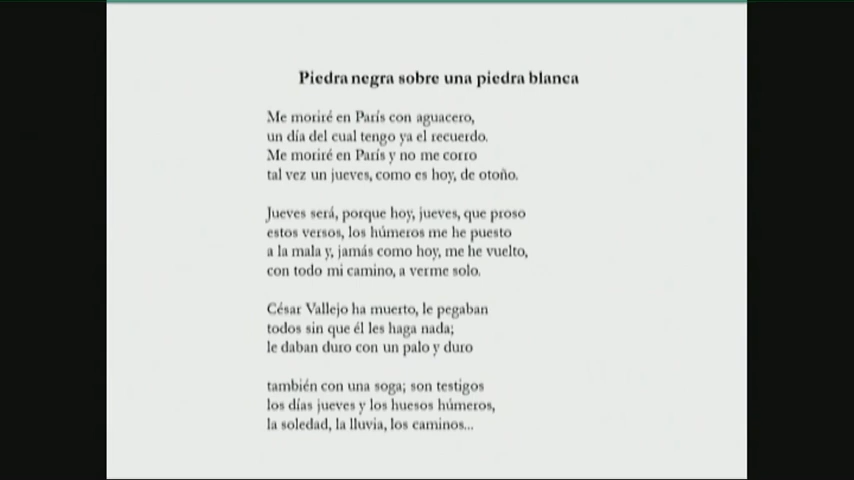 Piedra negra sobre una piedra blanca
Me moriré en París con aguacero,
un día del cual tengo ya el recuerdo.
Me moriré en París y no me corro
tal vez un jueves, como es hoy, de otoño.
Jueves será, porque hoy, jueves, que proso
estos versos, los húmeros me he puesto
a la mala y, jamás como hoy, me he vuelto,
con todo mi camino, a verme solo.
César Vallejo ha muerto, le pegaban
todos sin que él les haga nada;
le daban duro con un palo y duro
también con una soga; son testigos
los días jueves y los huesos húmeros,
la soledad, la lluvia, los caminos...